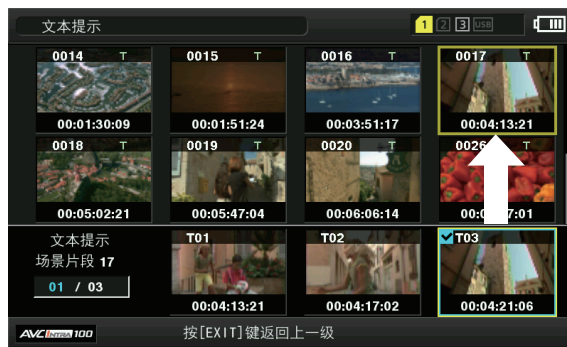 文本提示
1 2 3 USB
0014 T 0015 T 0016 T 0017 T
00:01:30:09 00:01:51:24 00:03:51:17 00:04:13:21
0018 T 0019 T 0020 T 0026 T
00:05:02:21 00:05:47:04 00:06:06:14
文本提示
场景片段 17
01 / 03
T01 T02 T03
00:04:13:21 00:04:17:02 00:04:21:06
AVC INTRA 100 按[EXIT]键返回上一级